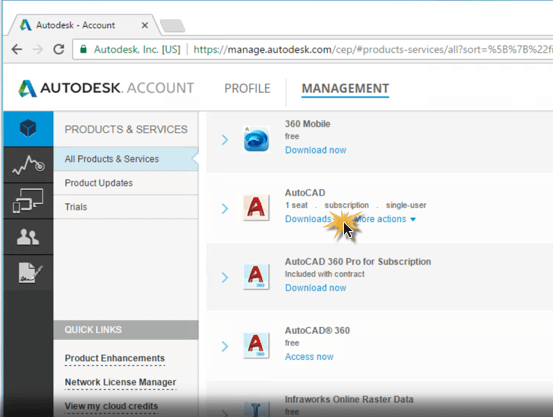 Autodesk - Account
Autodesk, Inc. [US] https://manage.autodesk.com/cep/#products-services/all?sort=%5B%7B%22fi
AUTODESK. ACCOUNT PROFILE MANAGEMENT
PRODUCTS & SERVICES
All Products & Services
Product Updates
Trials
QUICK LINKS
Product Enhancements
Network License Manager
View my cloud credits
360 Mobile
free
Download now
AutoCAD
1 seat . subscription . single-user
Downloads More actions
AutoCAD 360 Pro for Subscription
Included with contract
Download now
AutoCAD® 360
free
Access now
Infraworks Online Raster Data
free